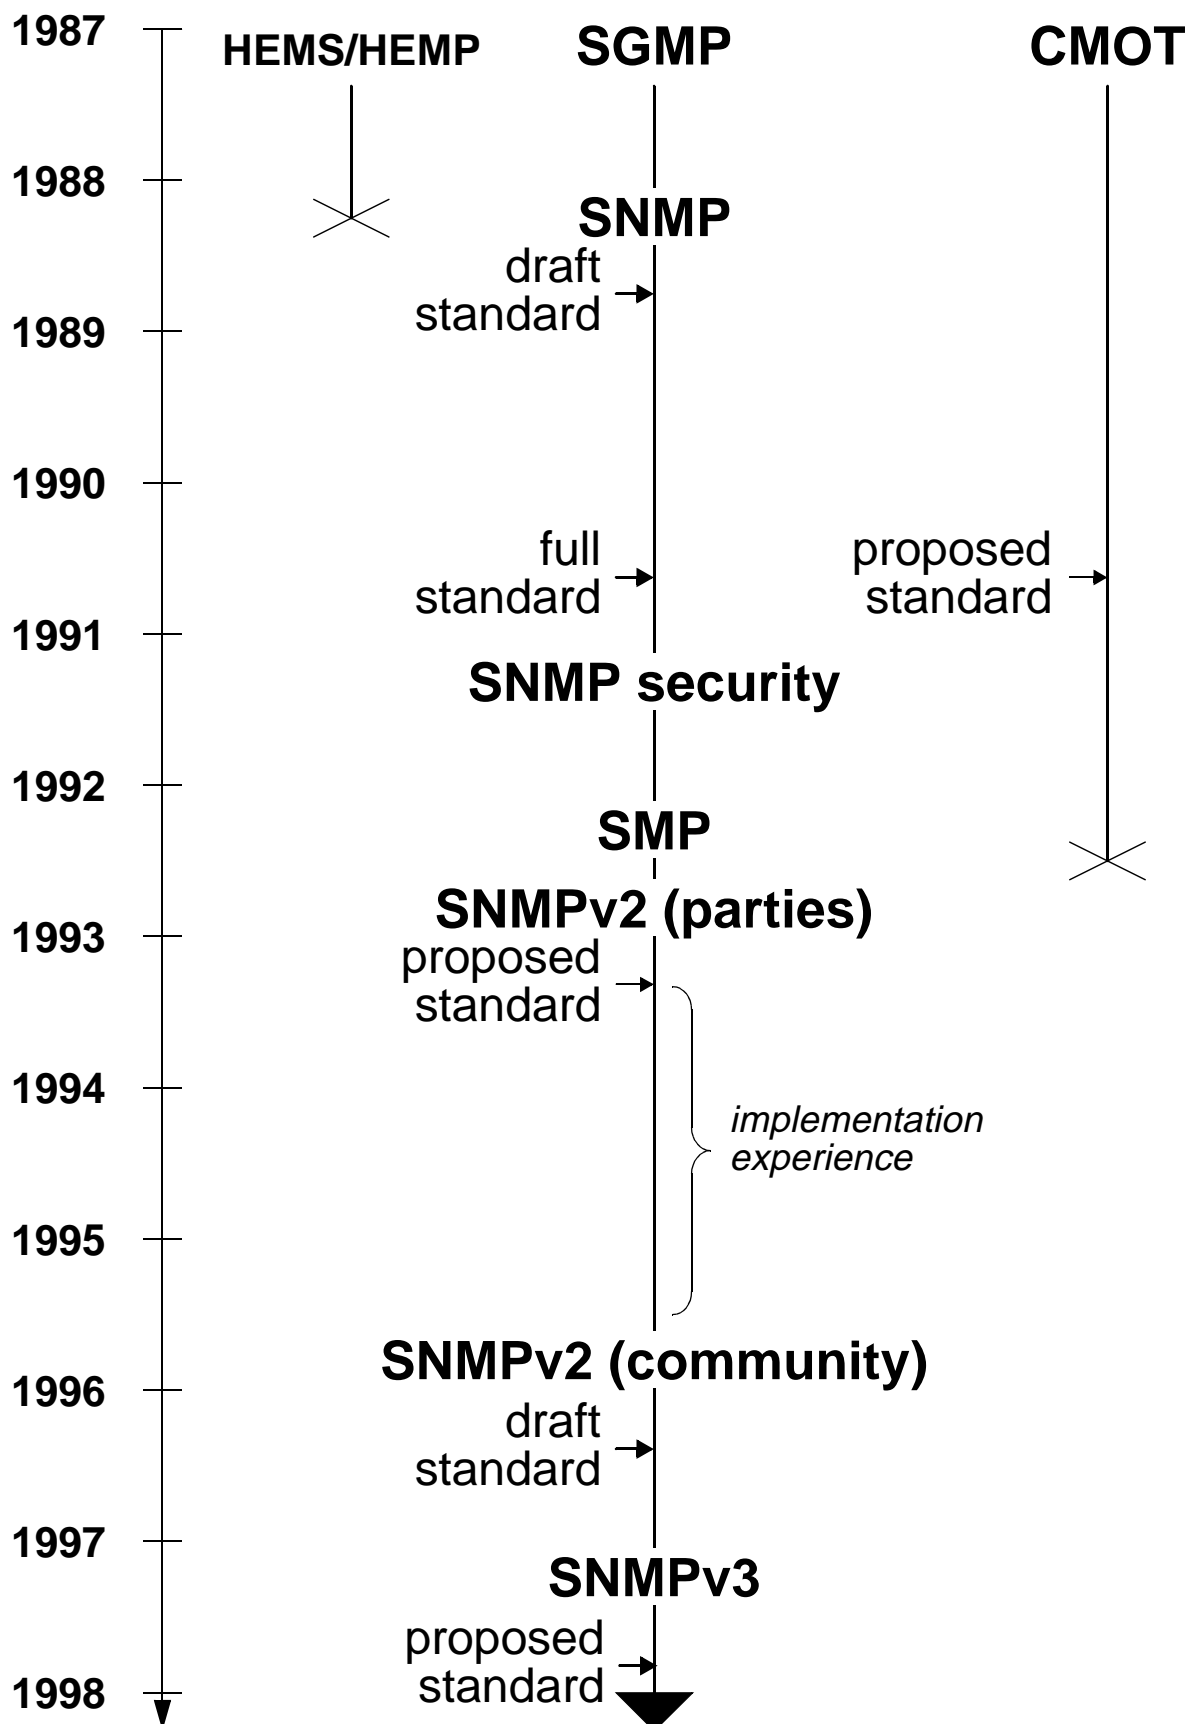 1987
HEMS/HEMP
SGMP
CMOT
1988
SNMP
draft
standard
1989
1990
full
standard
proposed
standard
1991
SNMP security
1992
SMP
SNMPv2 (parties)
1993
proposed
standard
1994
implementation
experience
1995
SNMPv2 (community)
1996
draft
standard
1997
SNMPv3
proposed
standard
1998